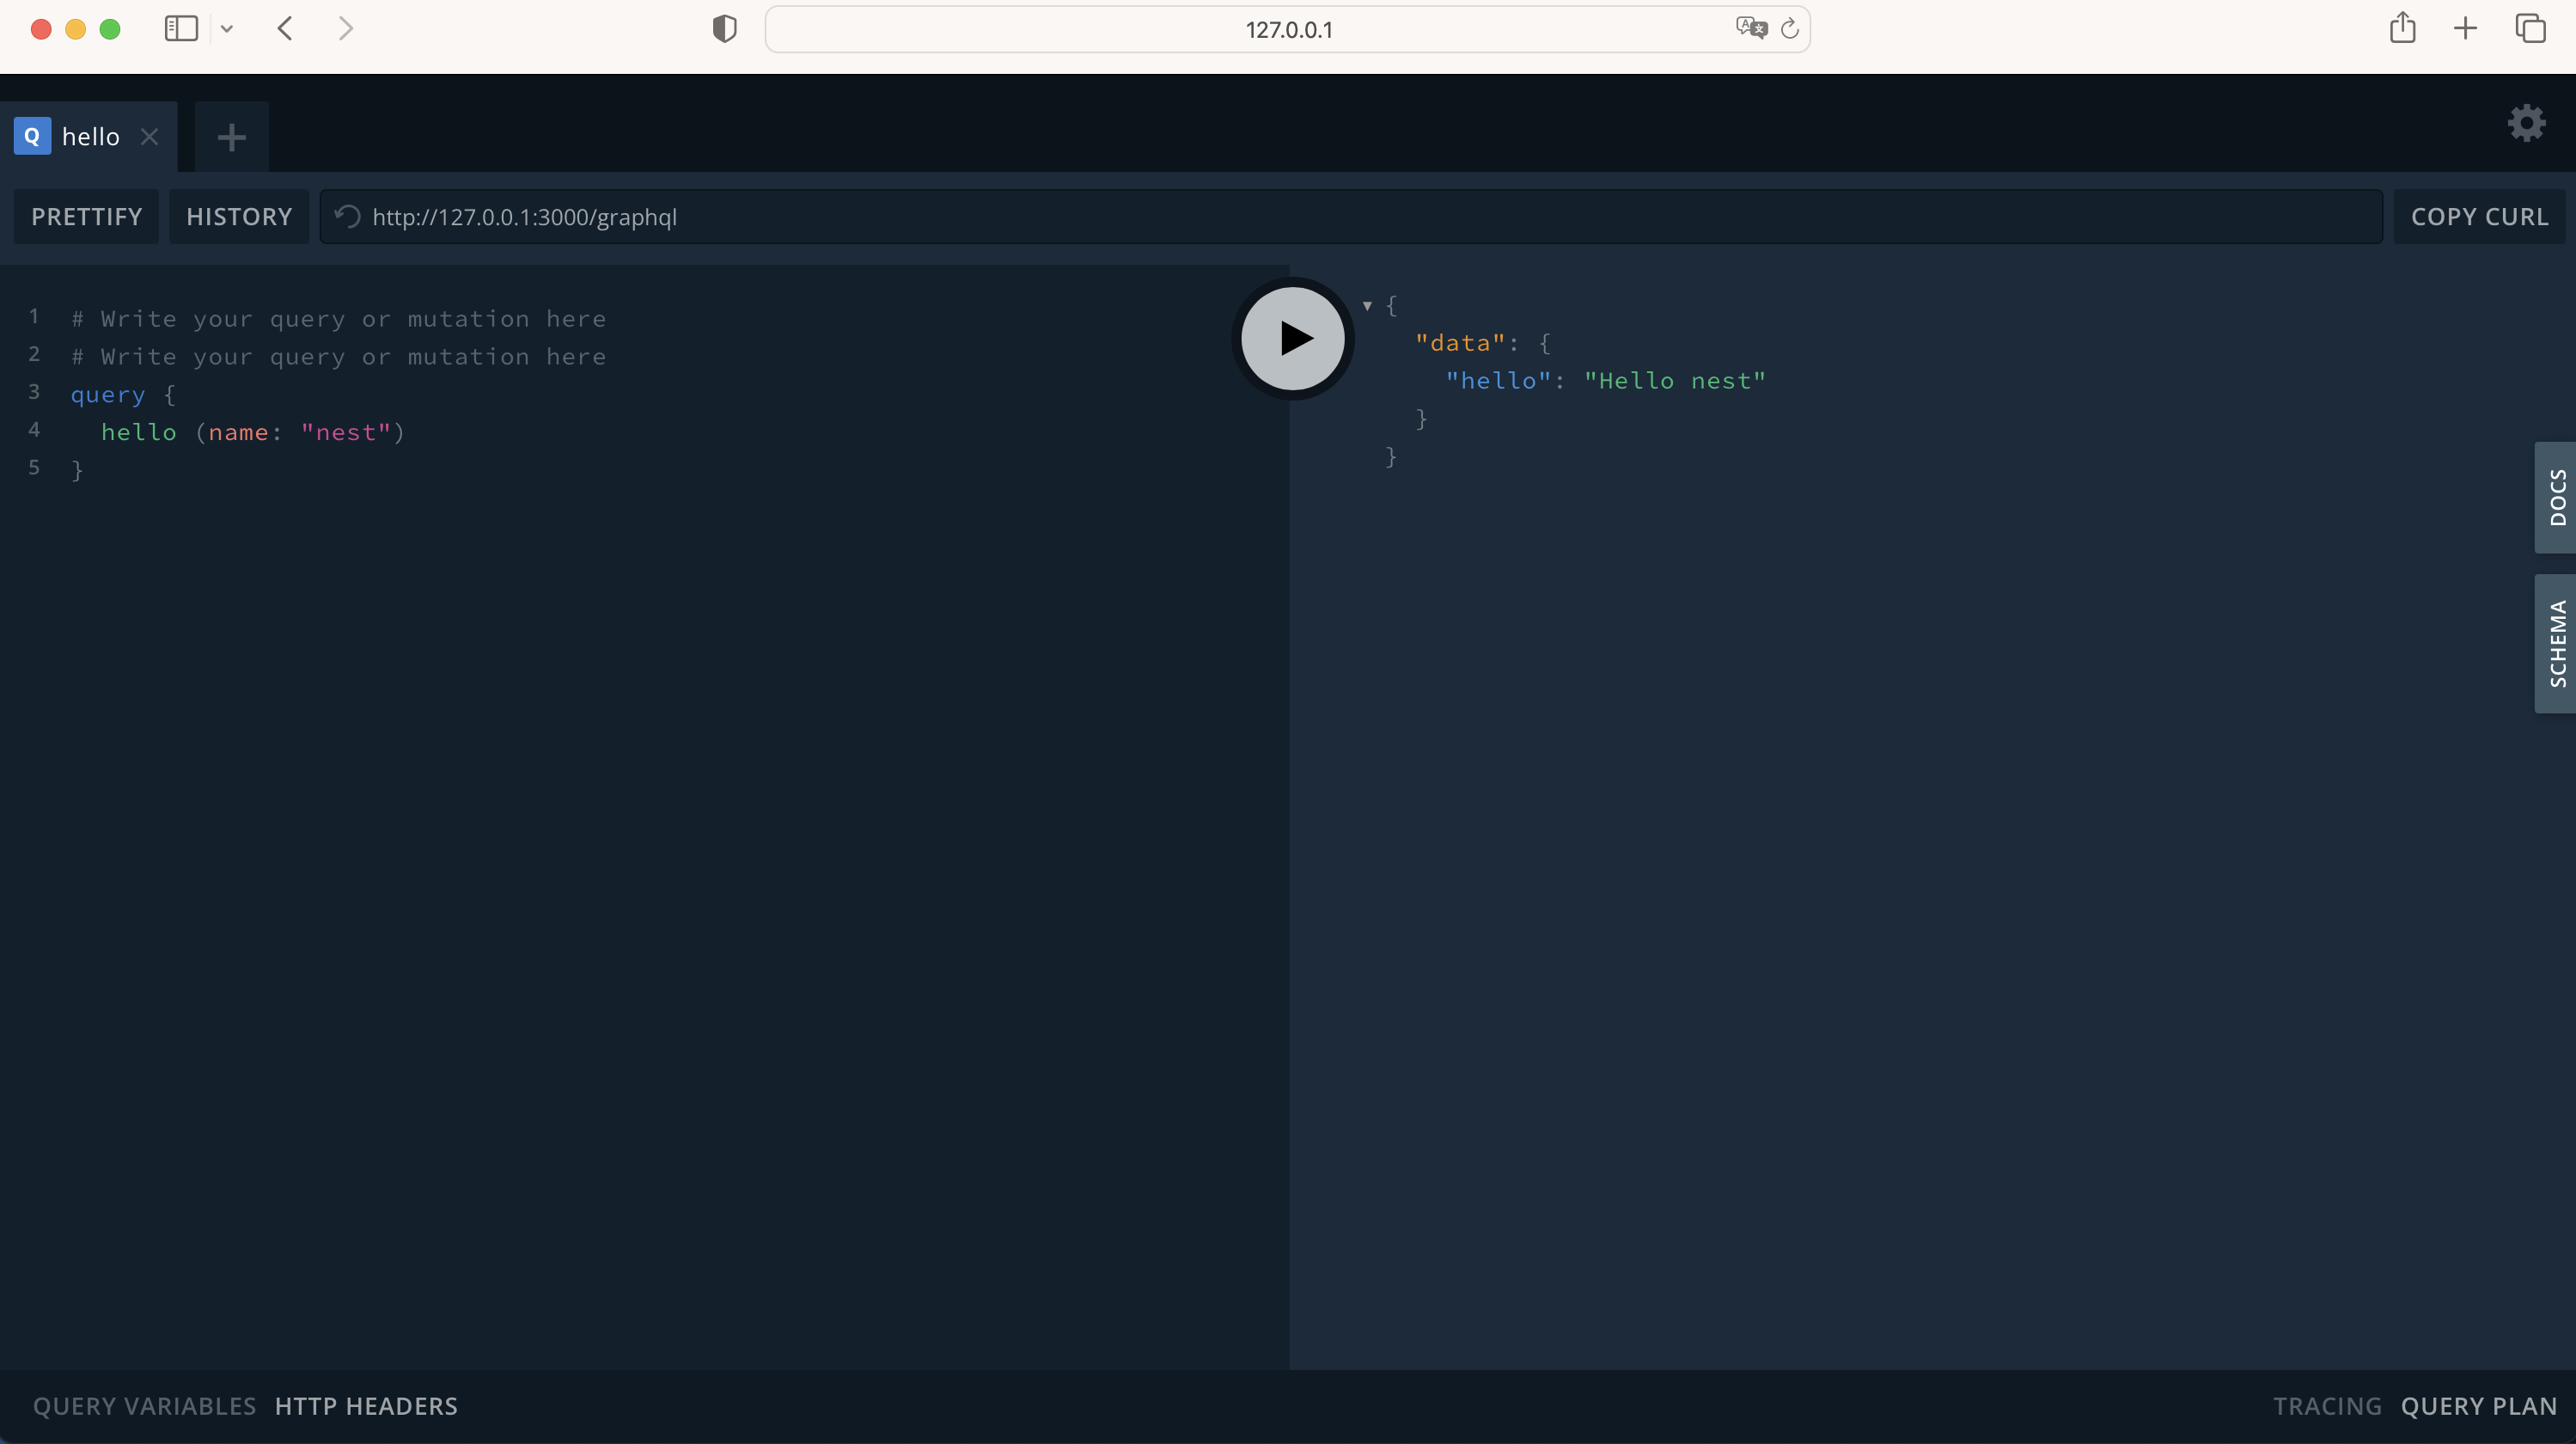 127.0.0.1
Q hello
PRETTIFY HISTORY http://127.0.0.1:3000/graphql COPY CURL
1 # Write your query or mutation here
2 # Write your query or mutation here
3 query {
4 hello (name: "nest")
5 }
{
"data": {
"hello": "Hello nest"
}
}
DOCS
SCHEMA
QUERY VARIABLES HTTP HEADERS
TRACING QUERY PLAN